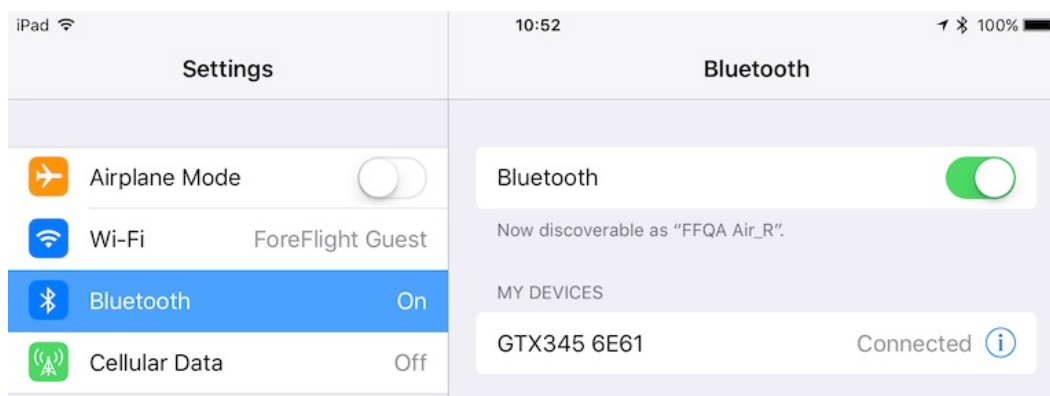 iPad 10:52 100%
Settings
Bluetooth
Airplane Mode
Wi-Fi ForeFlight Guest
Bluetooth On
Cellular Data Off
Bluetooth
Now discoverable as “FFQA Air_R”.
MY DEVICES
GTX345 6E61 Connected